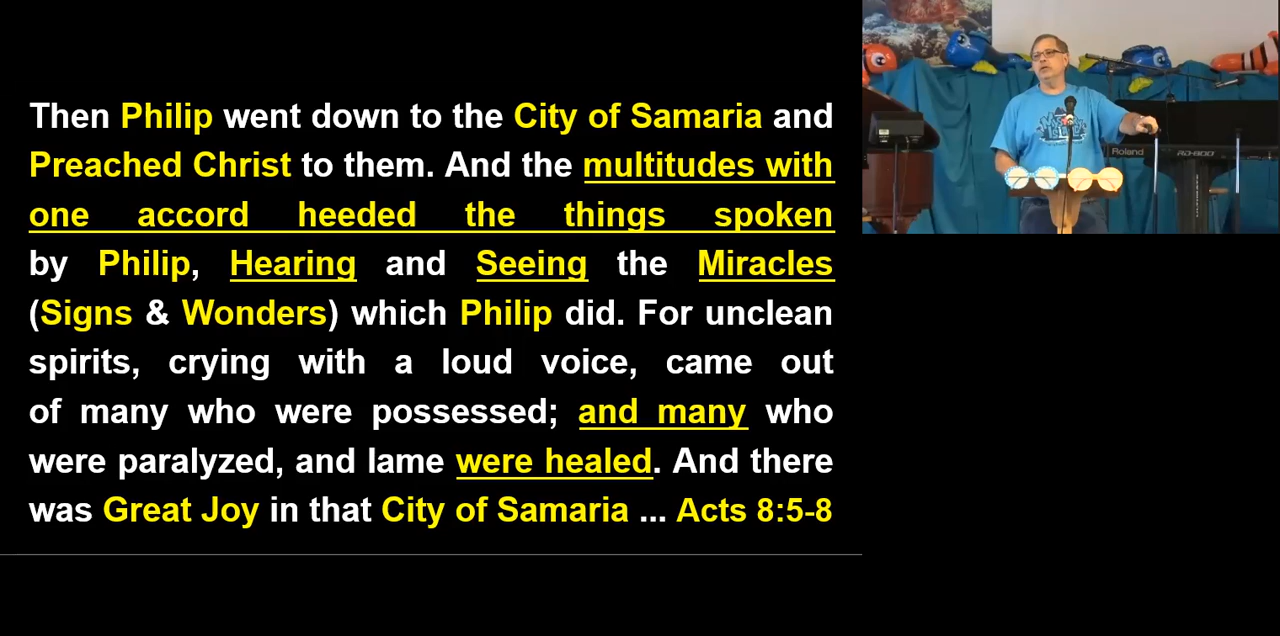 Then Philip went down to the City of Samaria and
Preached Christ to them. And the multitudes with
one accord heeded the things spoken
by Philip, Hearing and Seeing the Miracles
(Signs & Wonders) which Philip did. For unclean
spirits, crying with a loud voice, came out
of many who were possessed; and many who
were paralyzed, and lame were healed. And there
was Great Joy in that City of Samaria ... Acts 8:5-8
Roland
RD-800